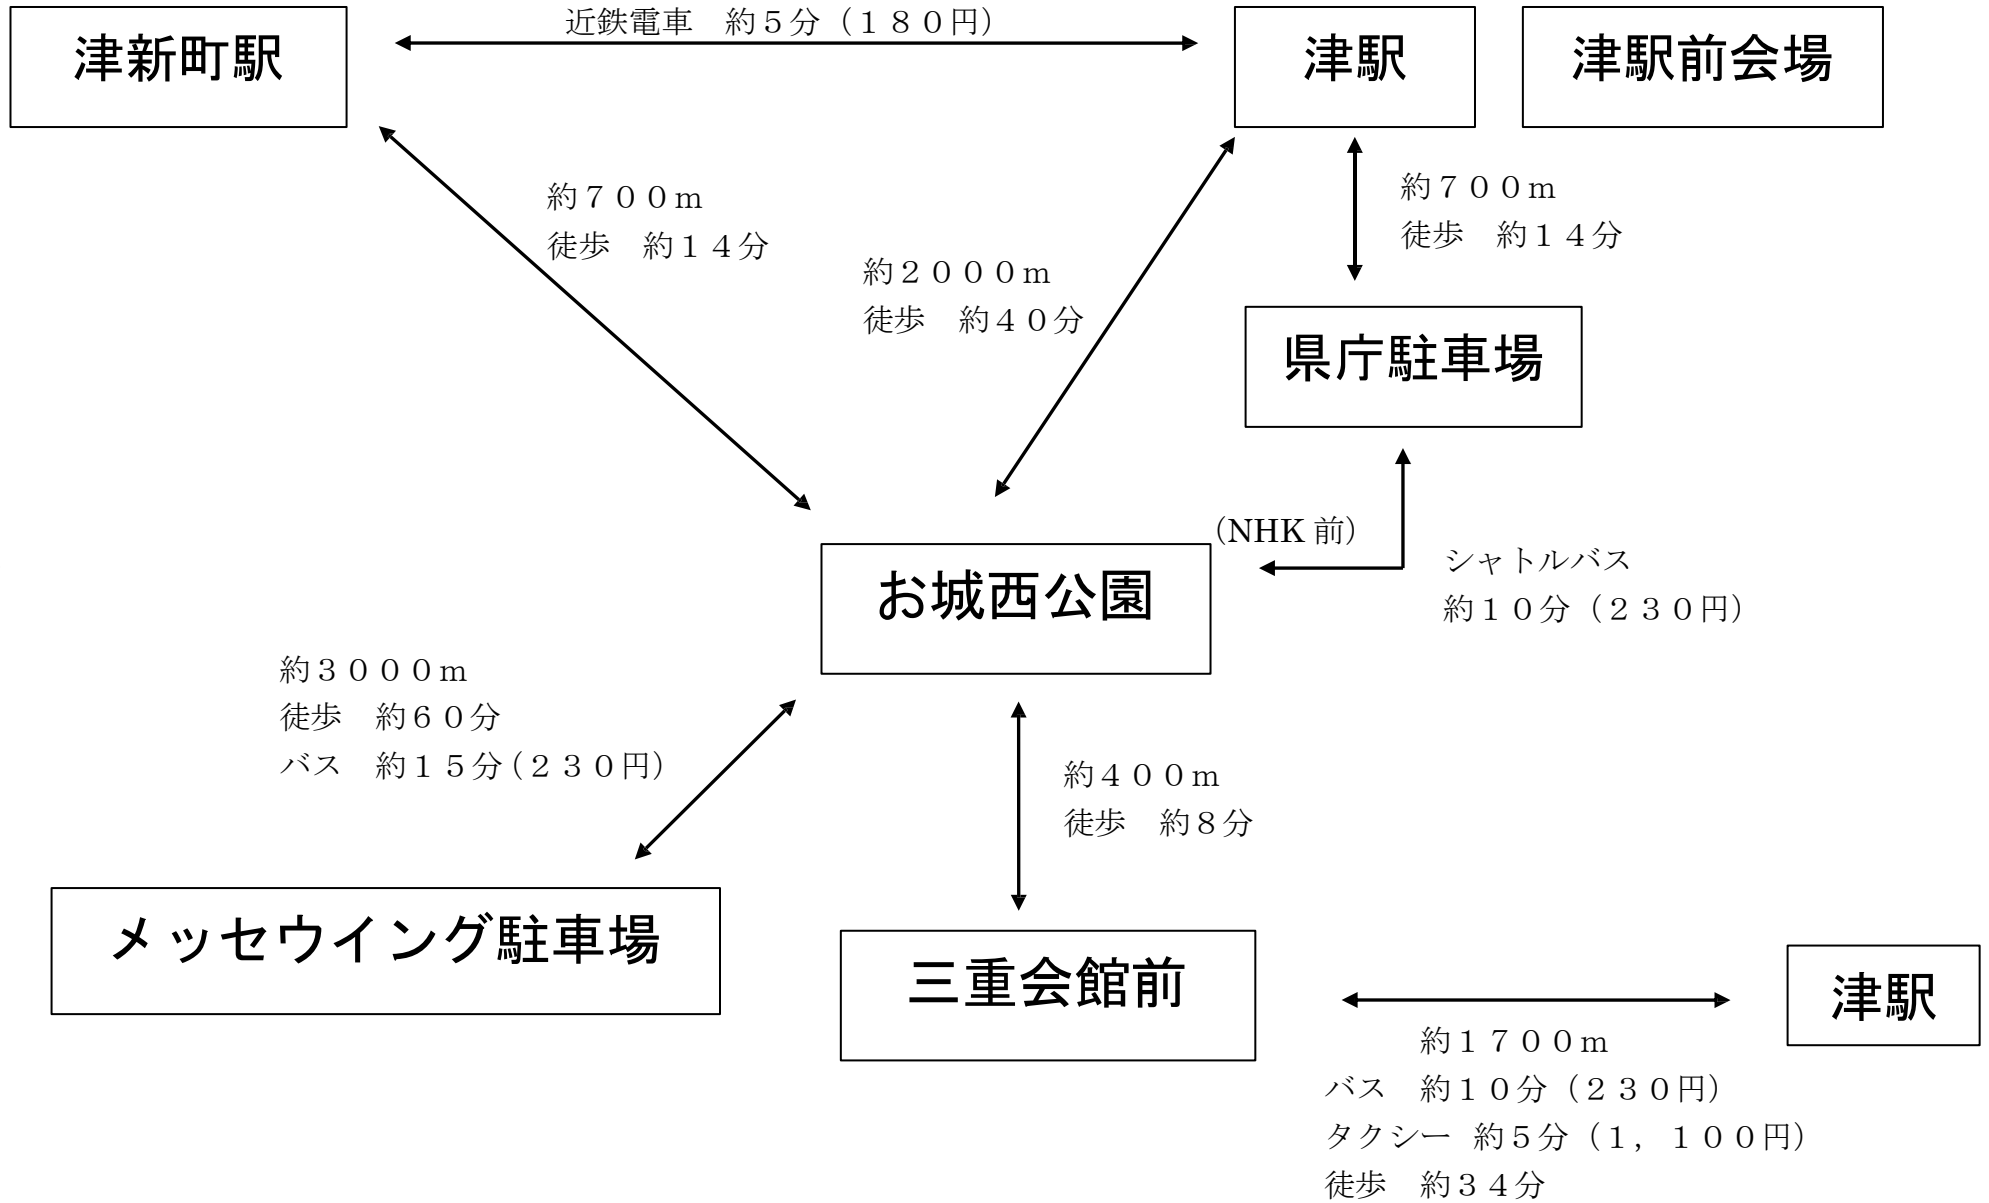 近鉄電車　約５分（１８０円）
津新町駅
津駅
津駅前会場
約７００ｍ
徒歩　約１４分
約７００ｍ
徒歩　約１４分
約２０００ｍ
徒歩　約４０分
県庁駐車場
（NHK 前）
シャトルバス
約１０分（２３０円）
お城西公園
約３０００ｍ
徒歩　約６０分
バス　約１５分（２３０円）
約４００ｍ
徒歩　約８分
メッセウイング駐車場
三重会館前
津駅
約１７００ｍ
バス　約１０分（２３０円）
タクシー 約５分（１，１００円）
徒歩　約３４分